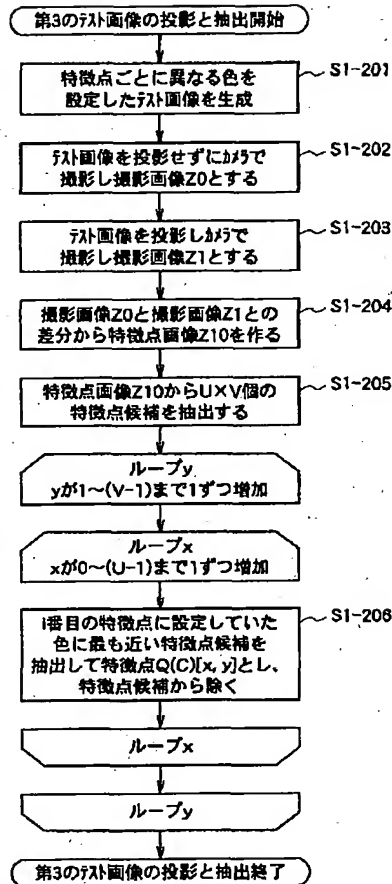 第3のテスト画像の投影と抽出開始
特徴点ごとに異なる色を
設定したテスト画像を生成
S1-201
テスト画像を投影せずにカメラで
撮影し撮影画像Z0とする
S1-202
テスト画像を投影しカメラで
撮影し撮影画像Z1とする
S1-203
撮影画像Z0と撮影画像Z1との
差分から特徴点画像Z10を作る
S1-204
特徴点画像Z10からU×V個の
特徴点候補を抽出する
S1-205
ループy
yが1~(V-1)まで1ずつ増加
ループx
xが0~(U-1)まで1ずつ増加
i番目の特徴点に設定していた
色に最も近い特徴点候補を
抽出して特徴点Q(C)[x, y]とし、
特徴点候補から除く
S1-206
ループx
ループy
第3のテスト画像の投影と抽出終了